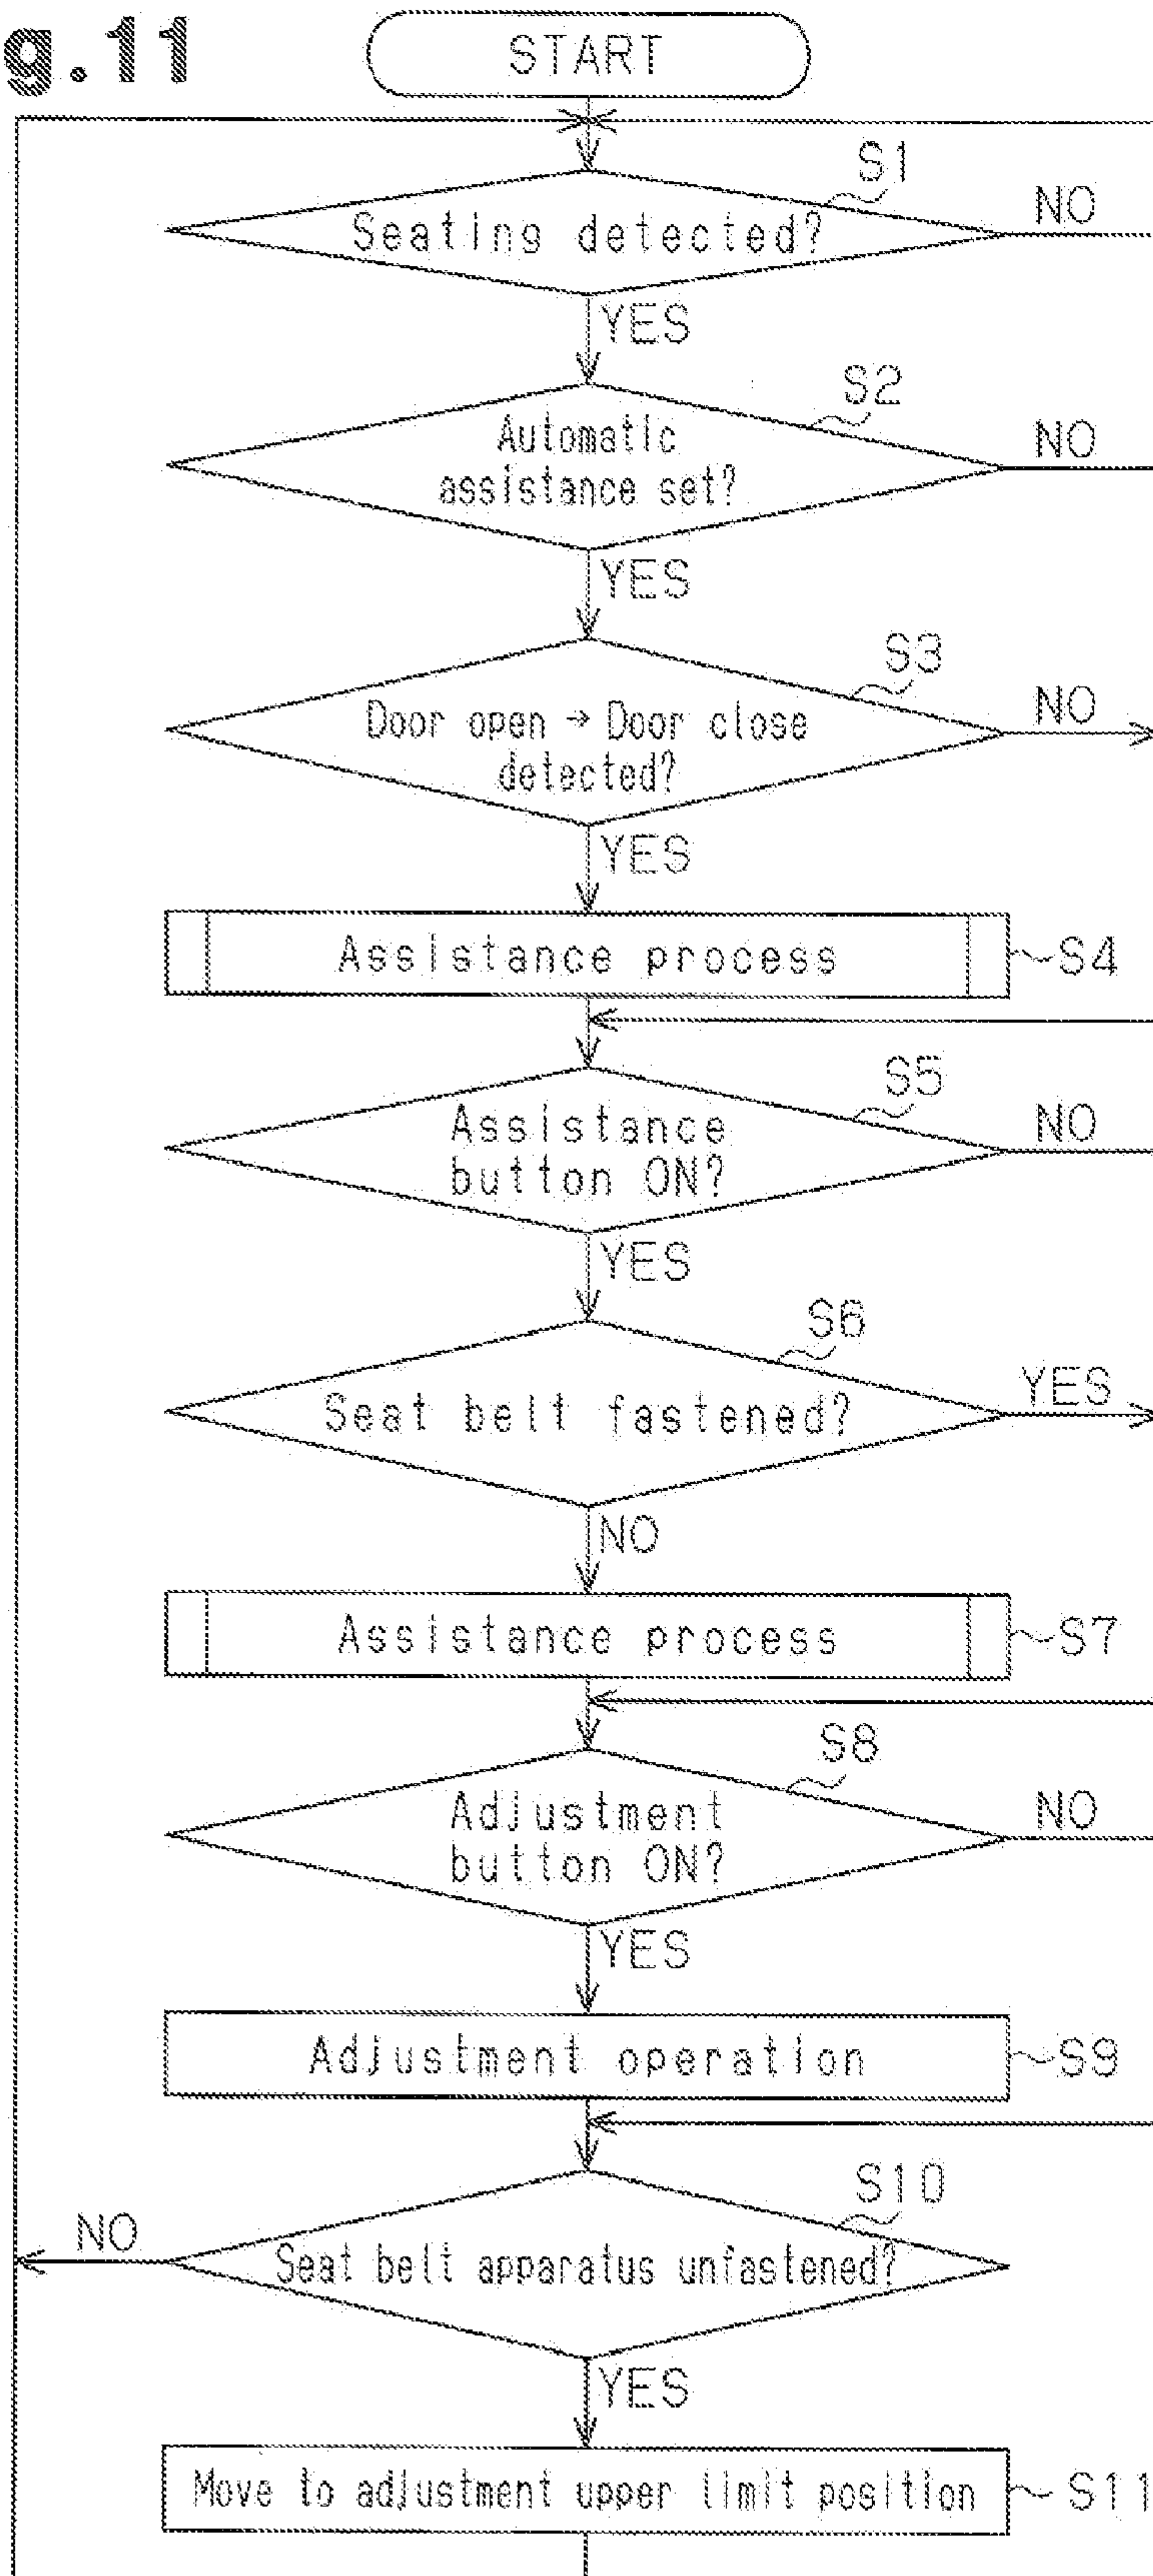 g.11
START
S1
Seating detected?
NO
YES
S2
Automatic
assistance set?
NO
YES
S3
Door open → Door close
detected?
NO
YES
Assistance process
S4
S5
Assistance
button ON?
NO
YES
S6
Seat belt fastened?
YES
NO
Assistance process
S7
S8
Adjustment
button ON?
NO
YES
Adjustment operation
S9
S10
NO
Seat belt apparatus unfastened?
YES
Move to adjustment upper limit position
S11